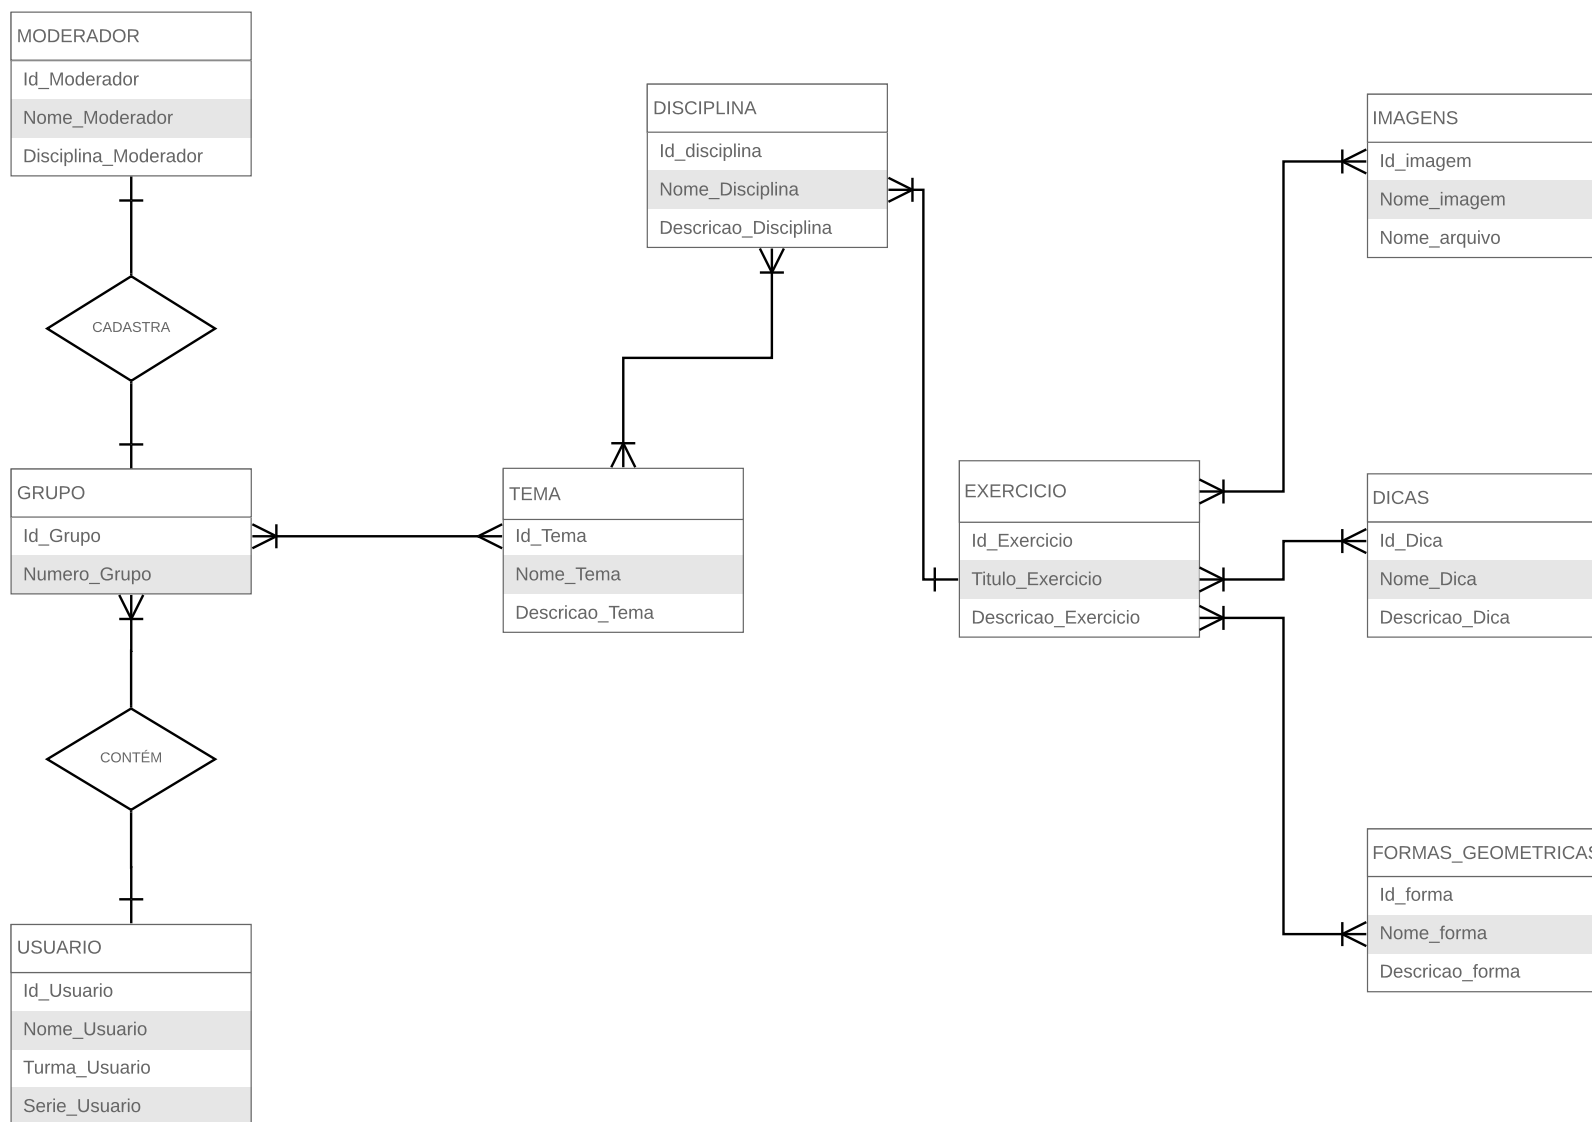 MODERADOR
Id_Moderador
Nome_Moderador
Disciplina_Moderador
CADASTRA
GRUPO
Id_Grupo
Numero_Grupo
CONTÉM
USUARIO
Id_Usuario
Nome_Usuario
Turma_Usuario
Serie_Usuario
TEMA
Id_Tema
Nome_Tema
Descricao_Tema
DISCIPLINA
Id_disciplina
Nome_Disciplina
Descricao_Disciplina
EXERCICIO
Id_Exercicio
Titulo_Exercicio
Descricao_Exercicio
IMAGENS
Id_imagem
Nome_imagem
Nome_arquivo
DICAS
Id_Dica
Nome_Dica
Descricao_Dica
FORMAS_GEOMETRICAS
Id_forma
Nome_forma
Descricao_forma